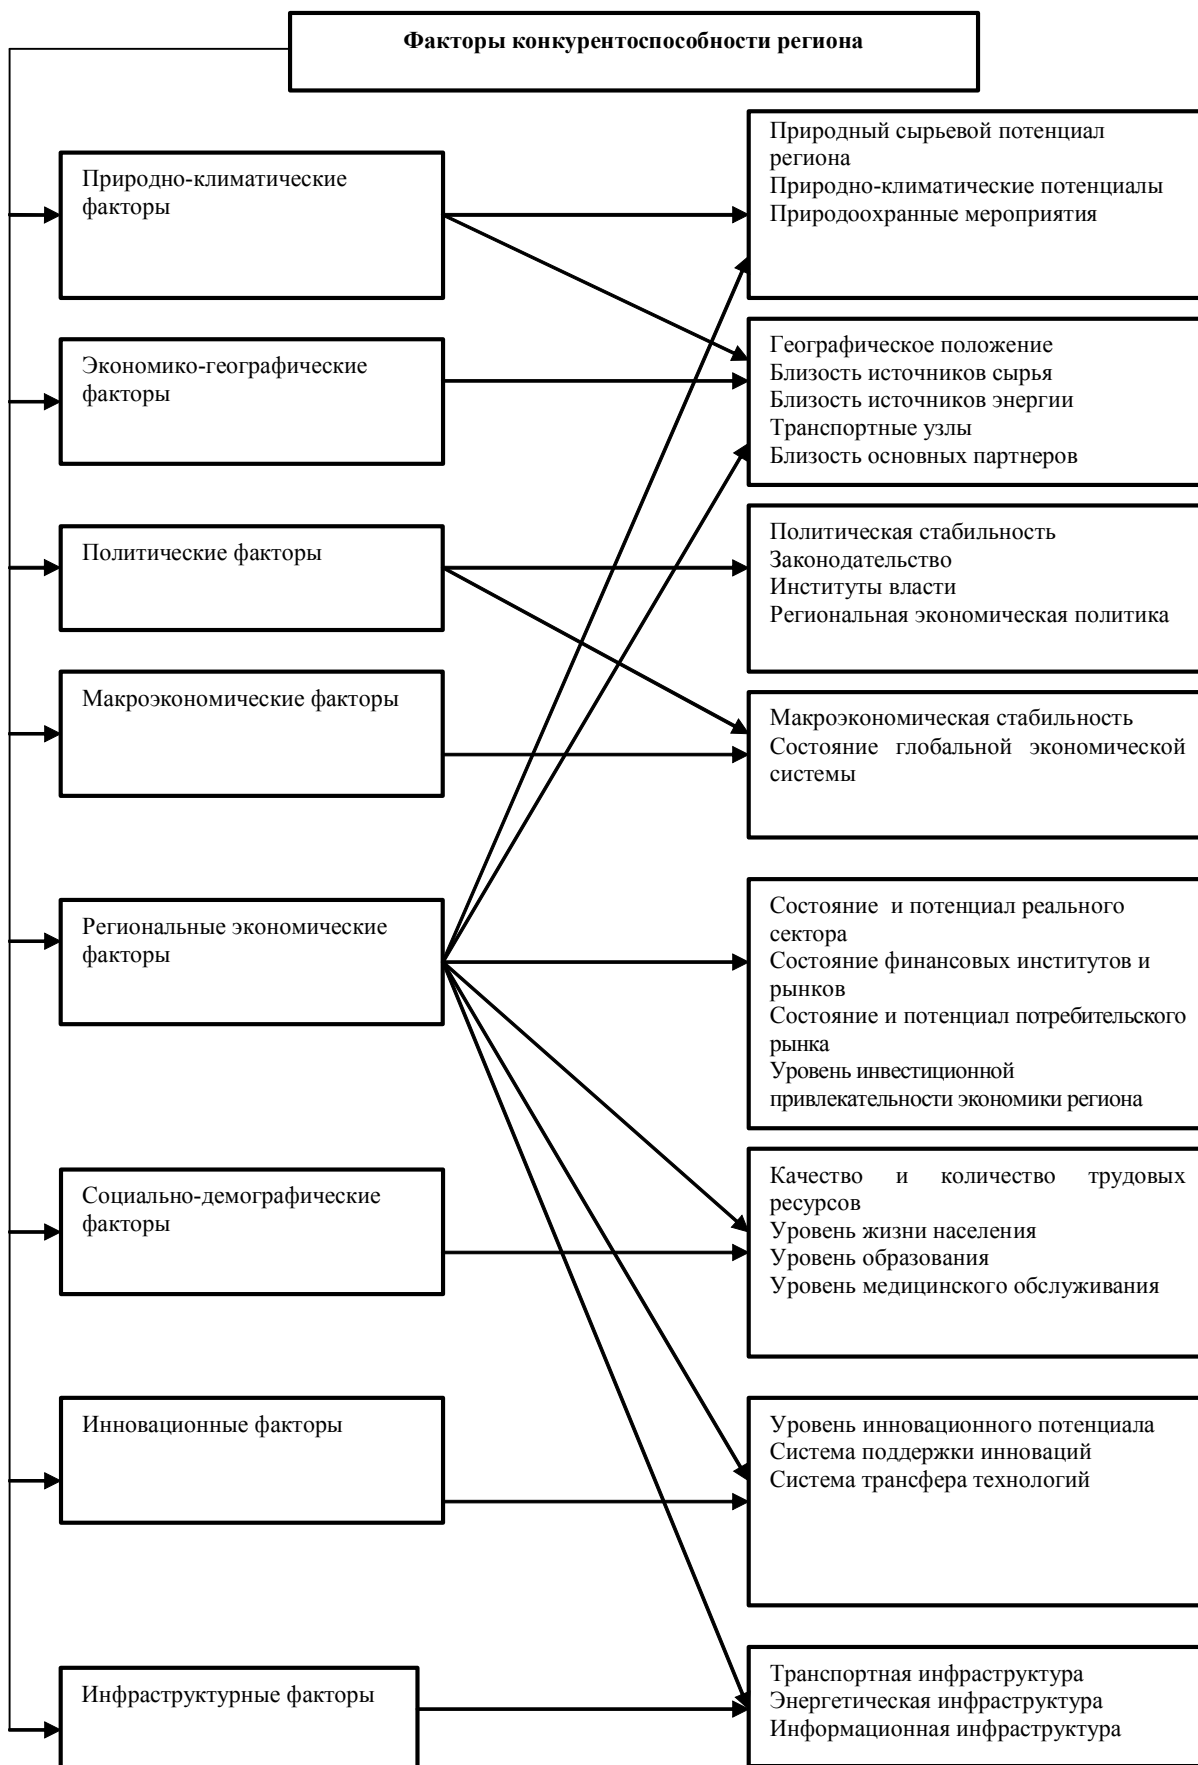 Факторы конкурентоспособности региона
Природно-климатические
факторы
Природный сырьевой потенциал
региона
Природно-климатические потенциалы
Природоохранные мероприятия
Экономико-географические
факторы
Географическое положение
Близость источников сырья
Близость источников энергии
Транспортные узлы
Близость основных партнеров
Политические факторы
Политическая стабильность
Законодательство
Институты власти
Региональная экономическая политика
Макроэкономические факторы
Макроэкономическая стабильность
Состояние глобальной экономической
системы
Региональные экономические
факторы
Состояние и потенциал реального
сектора
Состояние финансовых институтов и
рынков
Состояние и потенциал потребительского
рынка
Уровень инвестиционной
привлекательности экономики региона
Социально-демографические
факторы
Качество и количество трудовых
ресурсов
Уровень жизни населения
Уровень образования
Уровень медицинского обслуживания
Инновационные факторы
Уровень инновационного потенциала
Система поддержки инноваций
Система трансфера технологий
Инфраструктурные факторы
Транспортная инфраструктура
Энергетическая инфраструктура
Информационная инфраструктура